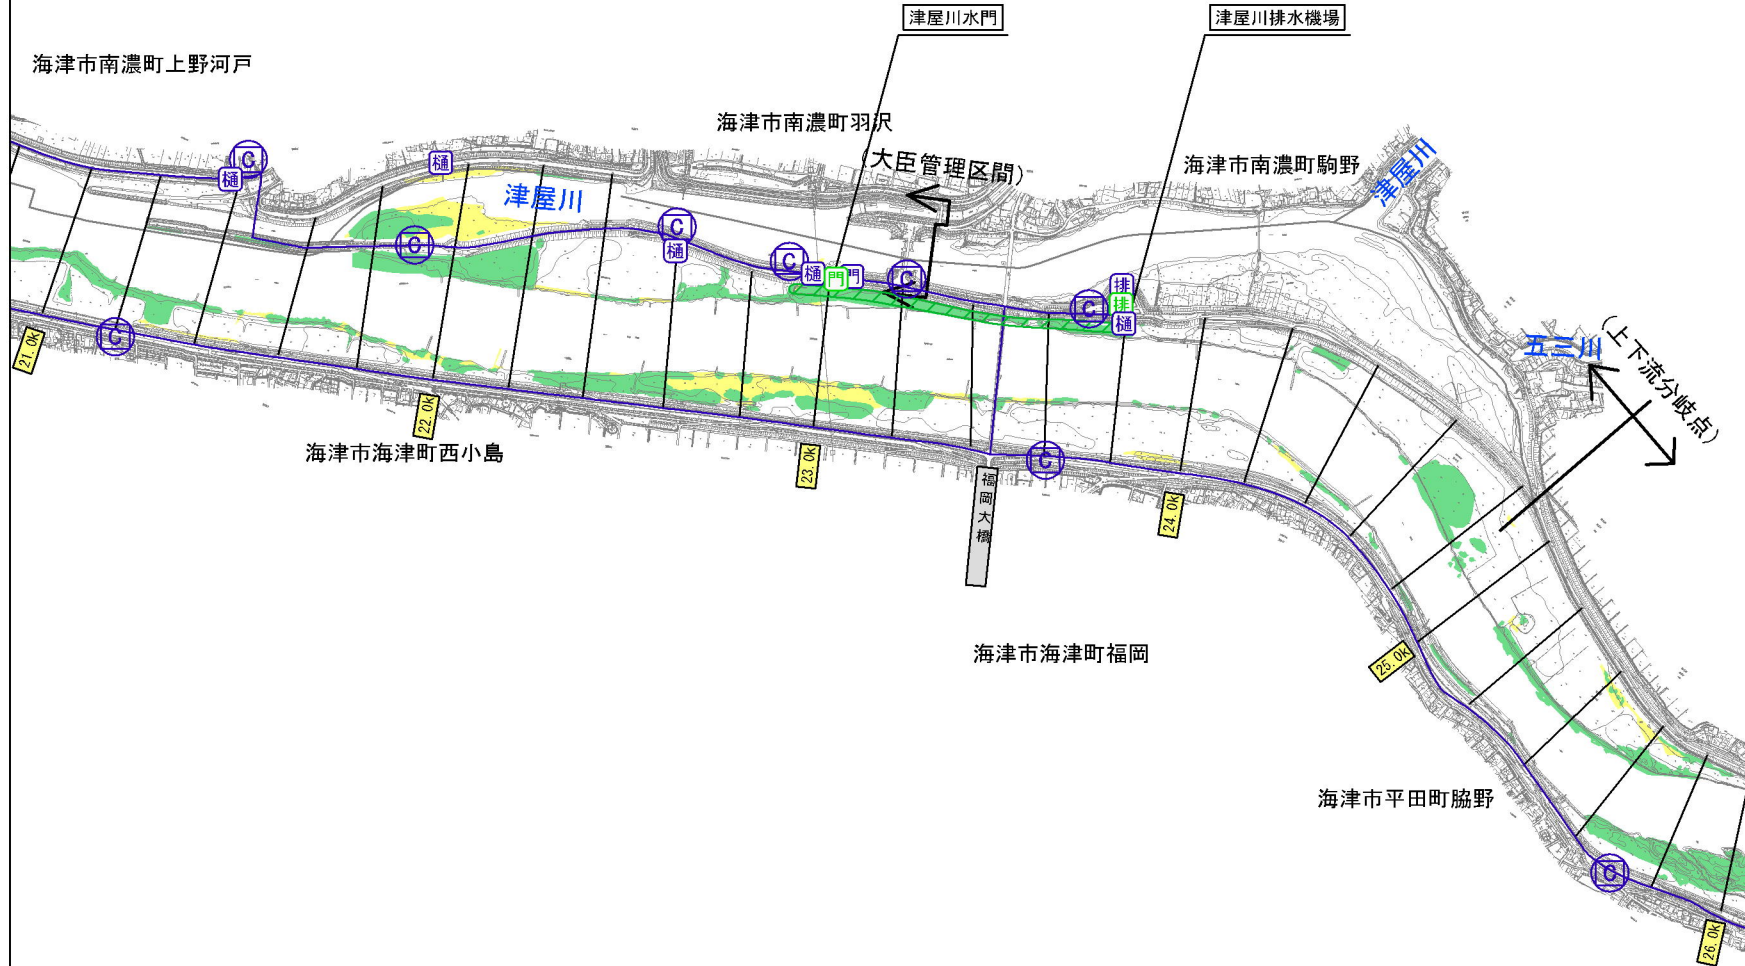 津屋川水門
津屋川排水機場
海津市南濃町上野河戸
海津市南濃町羽沢
(大臣管理区間)
海津市南濃町駒野
津屋川
津屋川
C
樋
樋
C
C
樋
C
樋
門
門
C
C
排
排
樋
五三川
(上下流分岐点)
21.0k
C
22.0k
海津市海津町西小島
23.0k
C
福岡大橋
24.0k
海津市海津町福岡
25.0k
海津市平田町脇野
C
26.0k